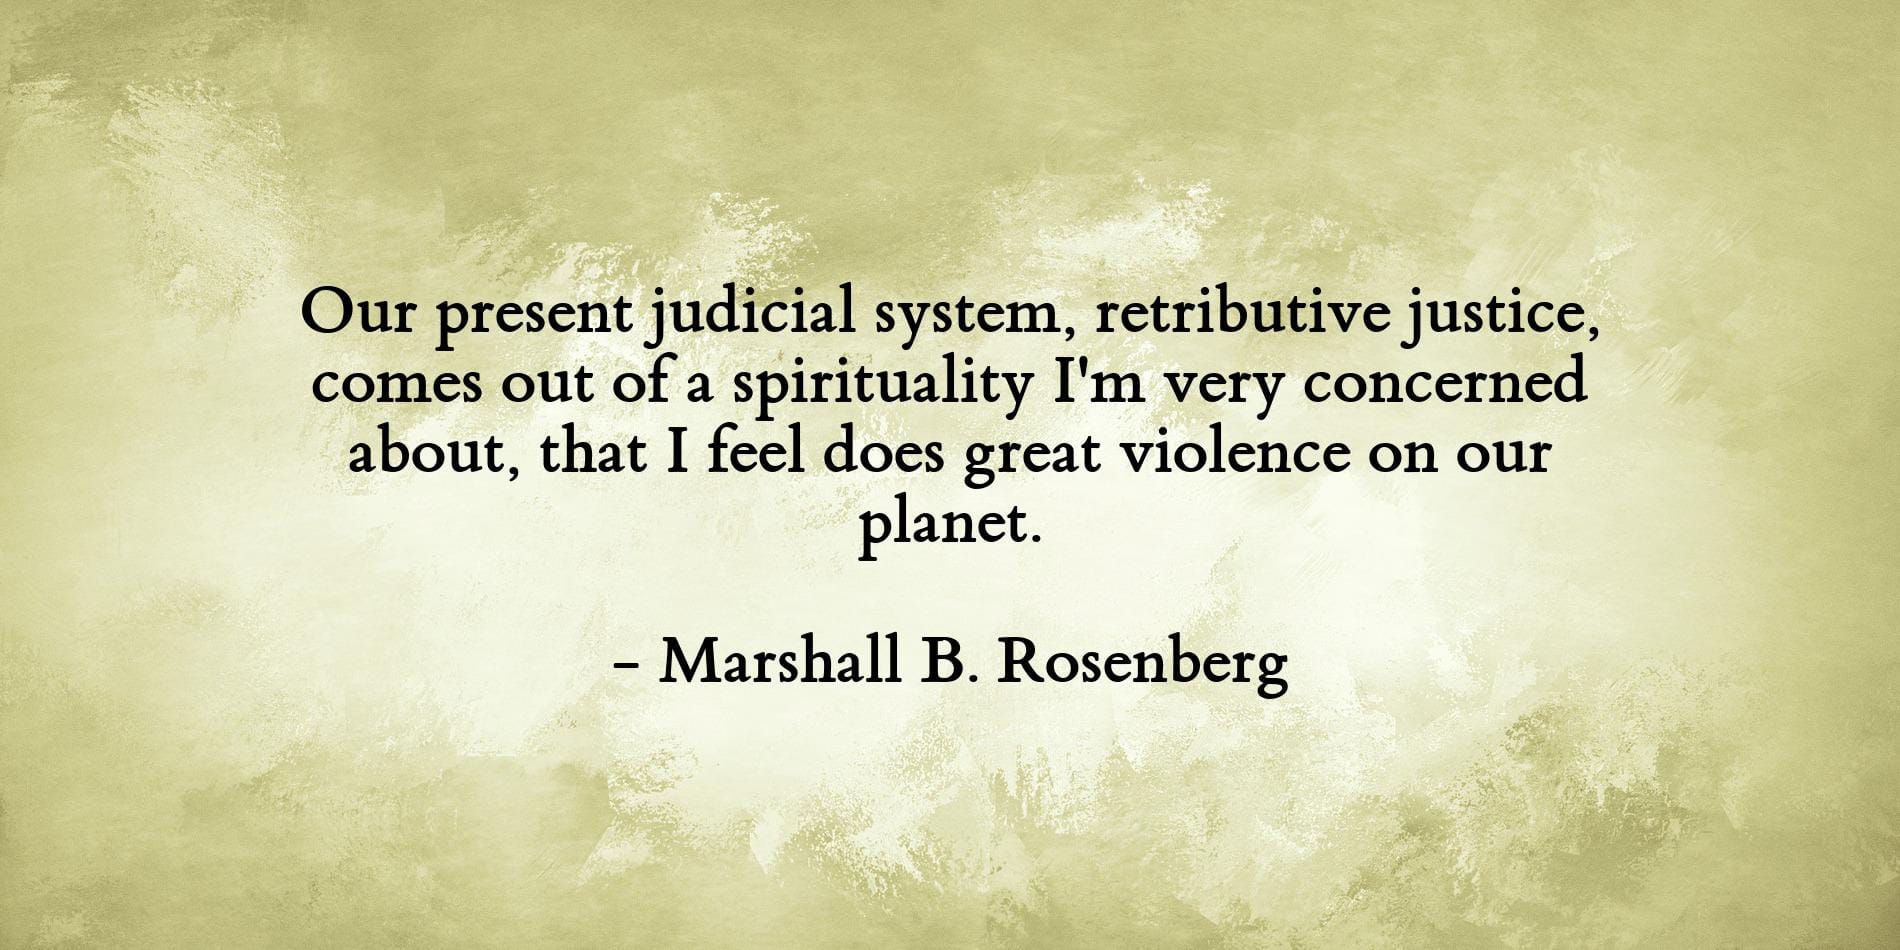 Our present judicial system, retributive justice,
comes out of a spirituality I'm very concerned
about, that I feel does great violence on our
planet.
- Marshall B. Rosenberg